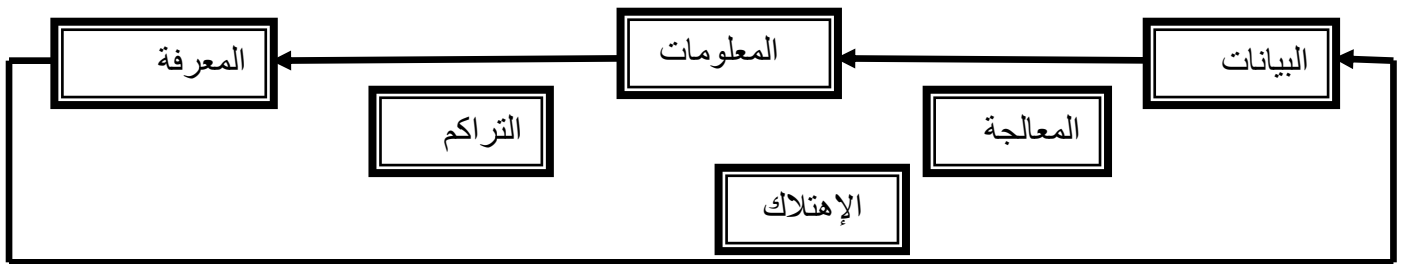 البيانات
المعلومات
المعرفة
المعالجة
التراكم
الإهتلاك